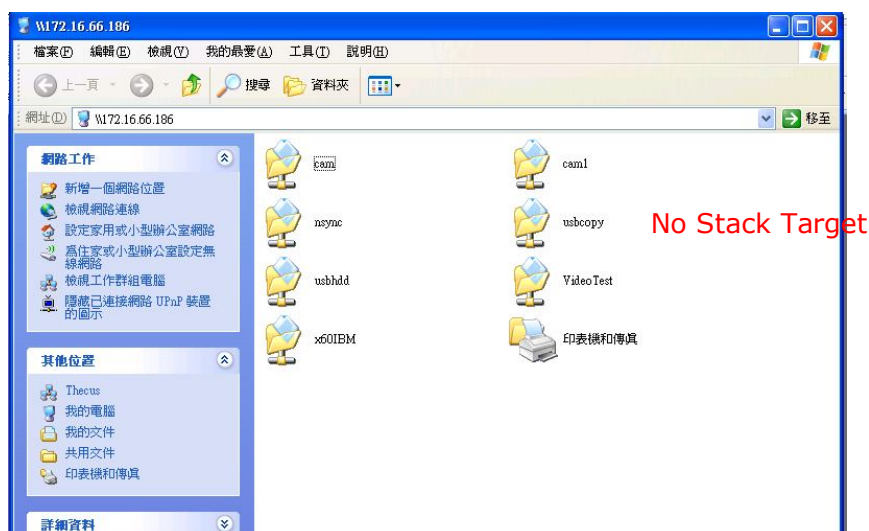 \\172.16.66.186
檔案(F) 編輯(E) 檢視(V) 我的最愛(A) 工具(T) 說明(H)
上一頁 搜尋 資料夾
網址(D) \\172.16.66.186 移至
網路工作
新增一個網路位置
檢視網路連線
設定家用或小型辦公室網路
為住家或小型辦公室設定無
線網路
檢視工作群組電腦
隱藏已連接網路 UPnP 裝置
的圖示
其他位置
Thecus
我的電腦
我的文件
共用文件
印表機和傳真
詳細資料
cam
cam1
nsync
usbcopy
usbhdd
VideoTest
x60IBM
印表機和傳真
No Stack Target